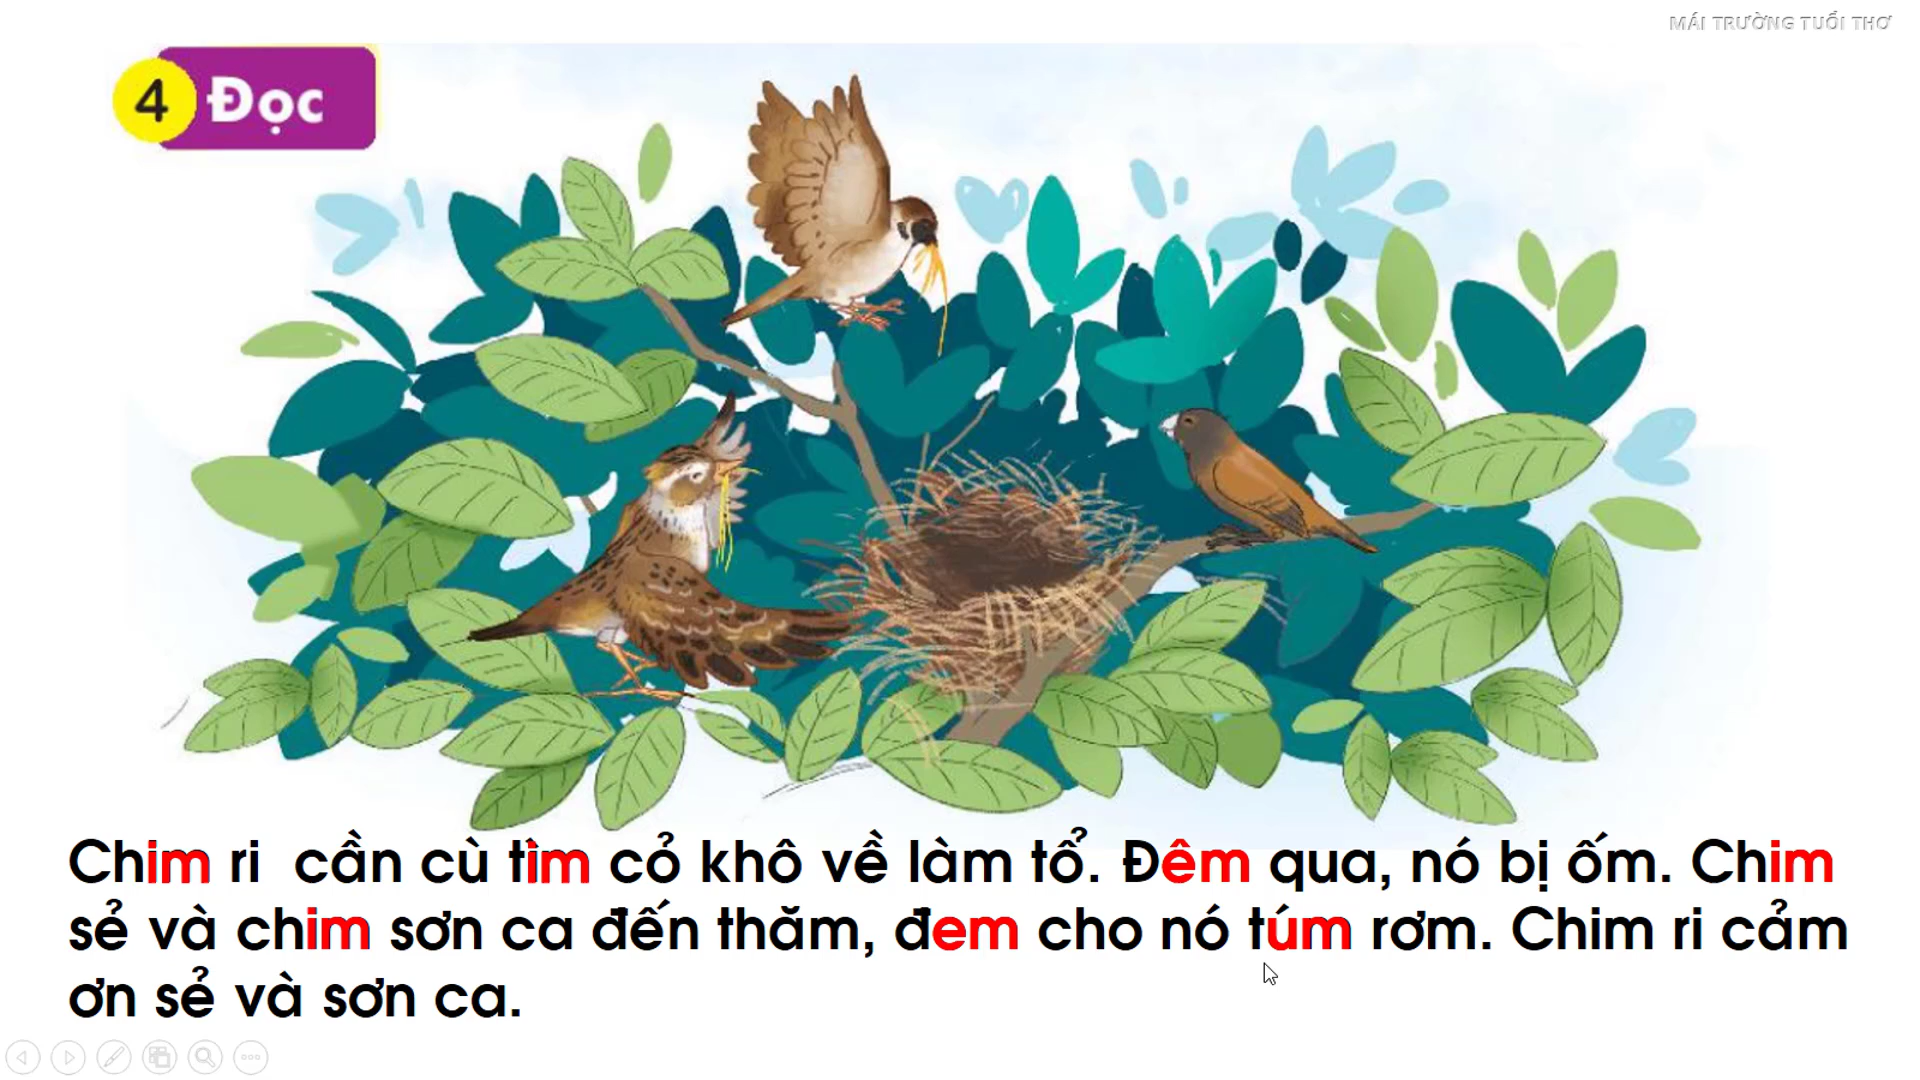 MÁI TRƯỜNG TUỔI THƠ
4 Đọc
Chim ri cần cù tìm cỏ khô về làm tổ. Đêm qua, nó bị ốm. Chim
sẻ và chim sơn ca đến thăm, đem cho nó túm rơm. Chim ri cảm
ơn sẻ và sơn ca.